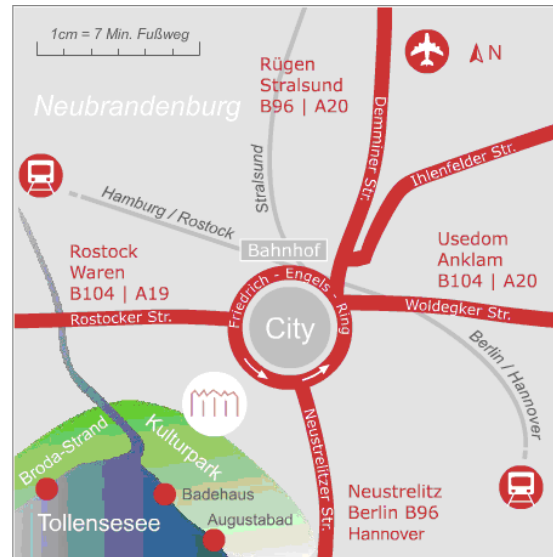 1cm = 7 Min. Fußweg
N
Neubrandenburg
Rügen
Stralsund
B96 | A20
Demminer Str.
Ihlenfelder Str.
Stralsund
Hamburg / Rostock
Bahnhof
Rostock
Waren
B104 | A19
Usedom
Anklam
B104 | A20
Friedrich - Engels - Ring
City
Rostocker Str.
Woldegker Str.
Berlin / Hannover
Neustrelitzer Str.
Broda-Strand
Kulturpark
Badehaus
Tollensesee
Augustabad
Neustrelitz
Berlin B96
Hannover